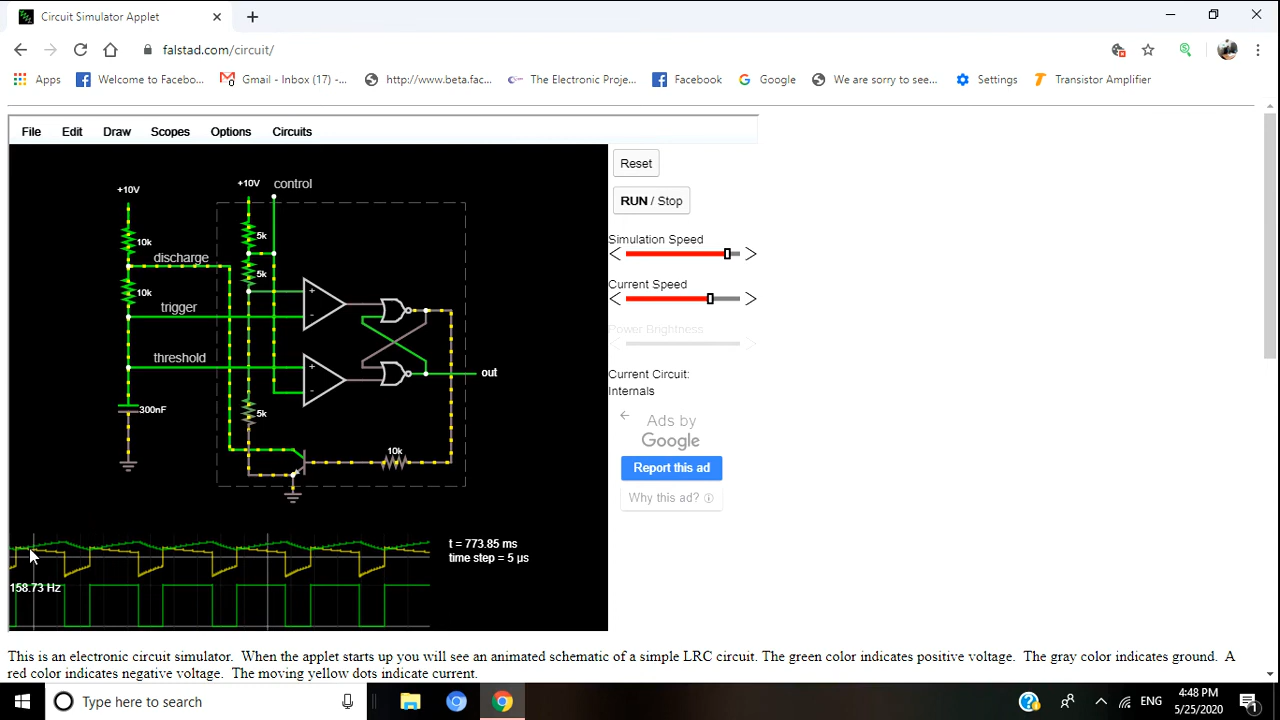 Circuit Simulator Applet
falstad.com/circuit/
Apps
Welcome to Facebo...
Gmail - Inbox (17) -...
http://www.beta.fac...
The Electronic Proje...
Facebook
Google
We are sorry to see...
Settings
Transistor Amplifier
File Edit Draw Scopes Options Circuits
Reset
RUN / Stop
Simulation Speed
Current Speed
Power Brightness
Current Circuit:
Internals
Ads by
Google
Report this ad
Why this ad?
+10V
+10V
control
10k
5k
discharge
5k
10k
trigger
threshold
out
300nF
5k
10k
t = 773.85 ms
time step = 5 µs
158.73 Hz
This is an electronic circuit simulator. When the applet starts up you will see an animated schematic of a simple LRC circuit. The green color indicates positive voltage. The gray color indicates ground. A
red color indicates negative voltage. The moving yellow dots indicate current.
Type here to search
ENG
4:48 PM
5/25/2020
1